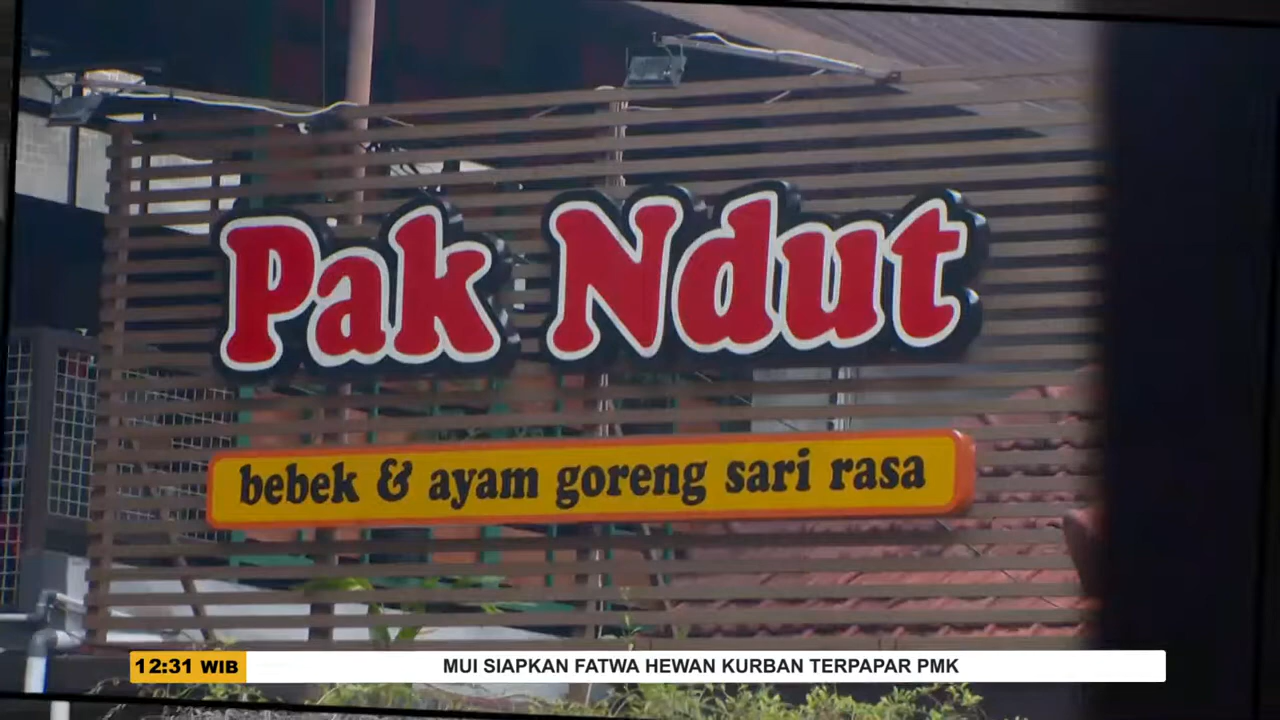 Pak Ndut
bebek & ayam goreng sari rasa
12:31 WIB
MUI SIAPKAN FATWA HEWAN KURBAN TERPAPAR PMK